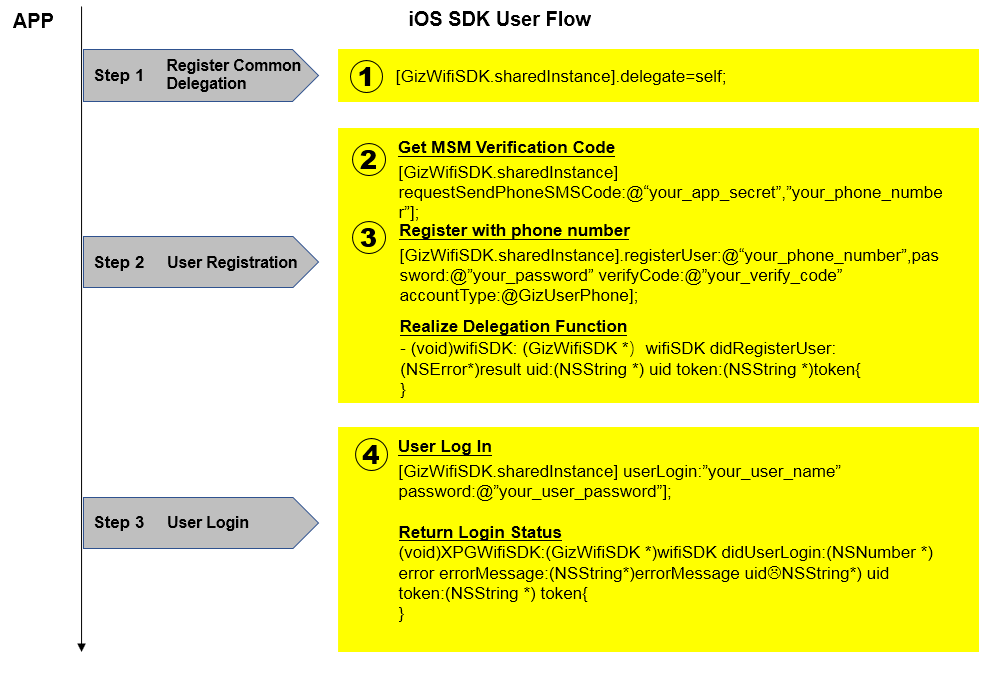 APP
iOS SDK User Flow
Step 1
Register Common
Delegation
① [GizWifiSDK.sharedInstance].delegate=self;
② Get MSM Verification Code
[GizWifiSDK.sharedInstance]
requestSendPhoneSMSCode:@“your_app_secret”,”your_phone_numbe
r”];
Step 2 User Registration
③ Register with phone number
[GizWifiSDK.sharedInstance].registerUser:@“your_phone_number”,pas
sword:@”your_password” verifyCode:@”your_verify_code”
accountType:@GizUserPhone];
Realize Delegation Function
- (void)wifiSDK: (GizWifiSDK *）wifiSDK didRegisterUser:
(NSError*)result uid:(NSString *) uid token:(NSString *)token{
}
Step 3 User Login
④ User Log In
[GizWifiSDK.sharedInstance] userLogin:”your_user_name”
password:@”your_user_password”];
Return Login Status
(void)XPGWifiSDK:(GizWifiSDK *)wifiSDK didUserLogin:(NSNumber *)
error errorMessage:(NSString*)errorMessage uid☹NSString*) uid
token:(NSString *) token{
}